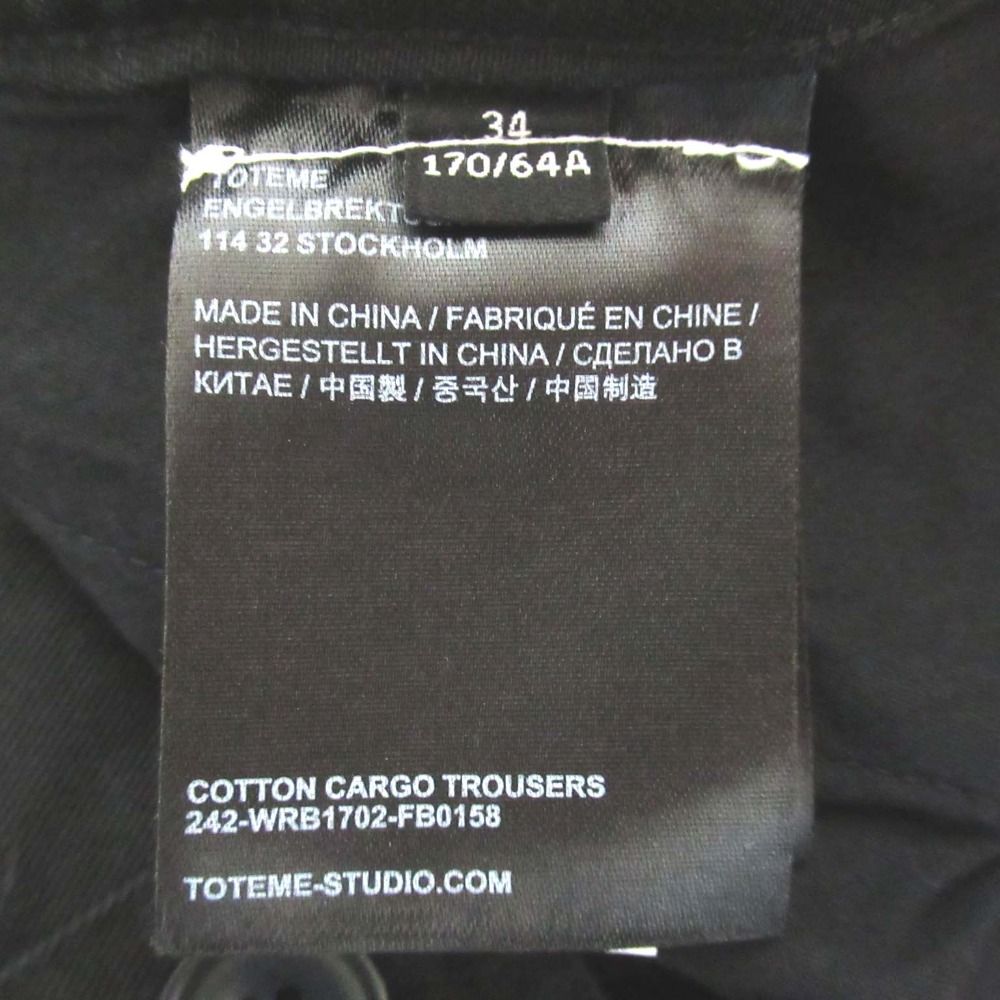 34
170/64A
TOTEME
114 32 STOCKHOLM
MADE IN CHINA / FABRIQUÉ EN CHINE /
HERGESTELLT IN CHINA / СДЕЛАНО В
КИТАЕ / 中国製 / 중국산 / 中国制造
COTTON CARGO TROUSERS
242-WRB1702-FB0158
TOTEME-STUDIO.COM